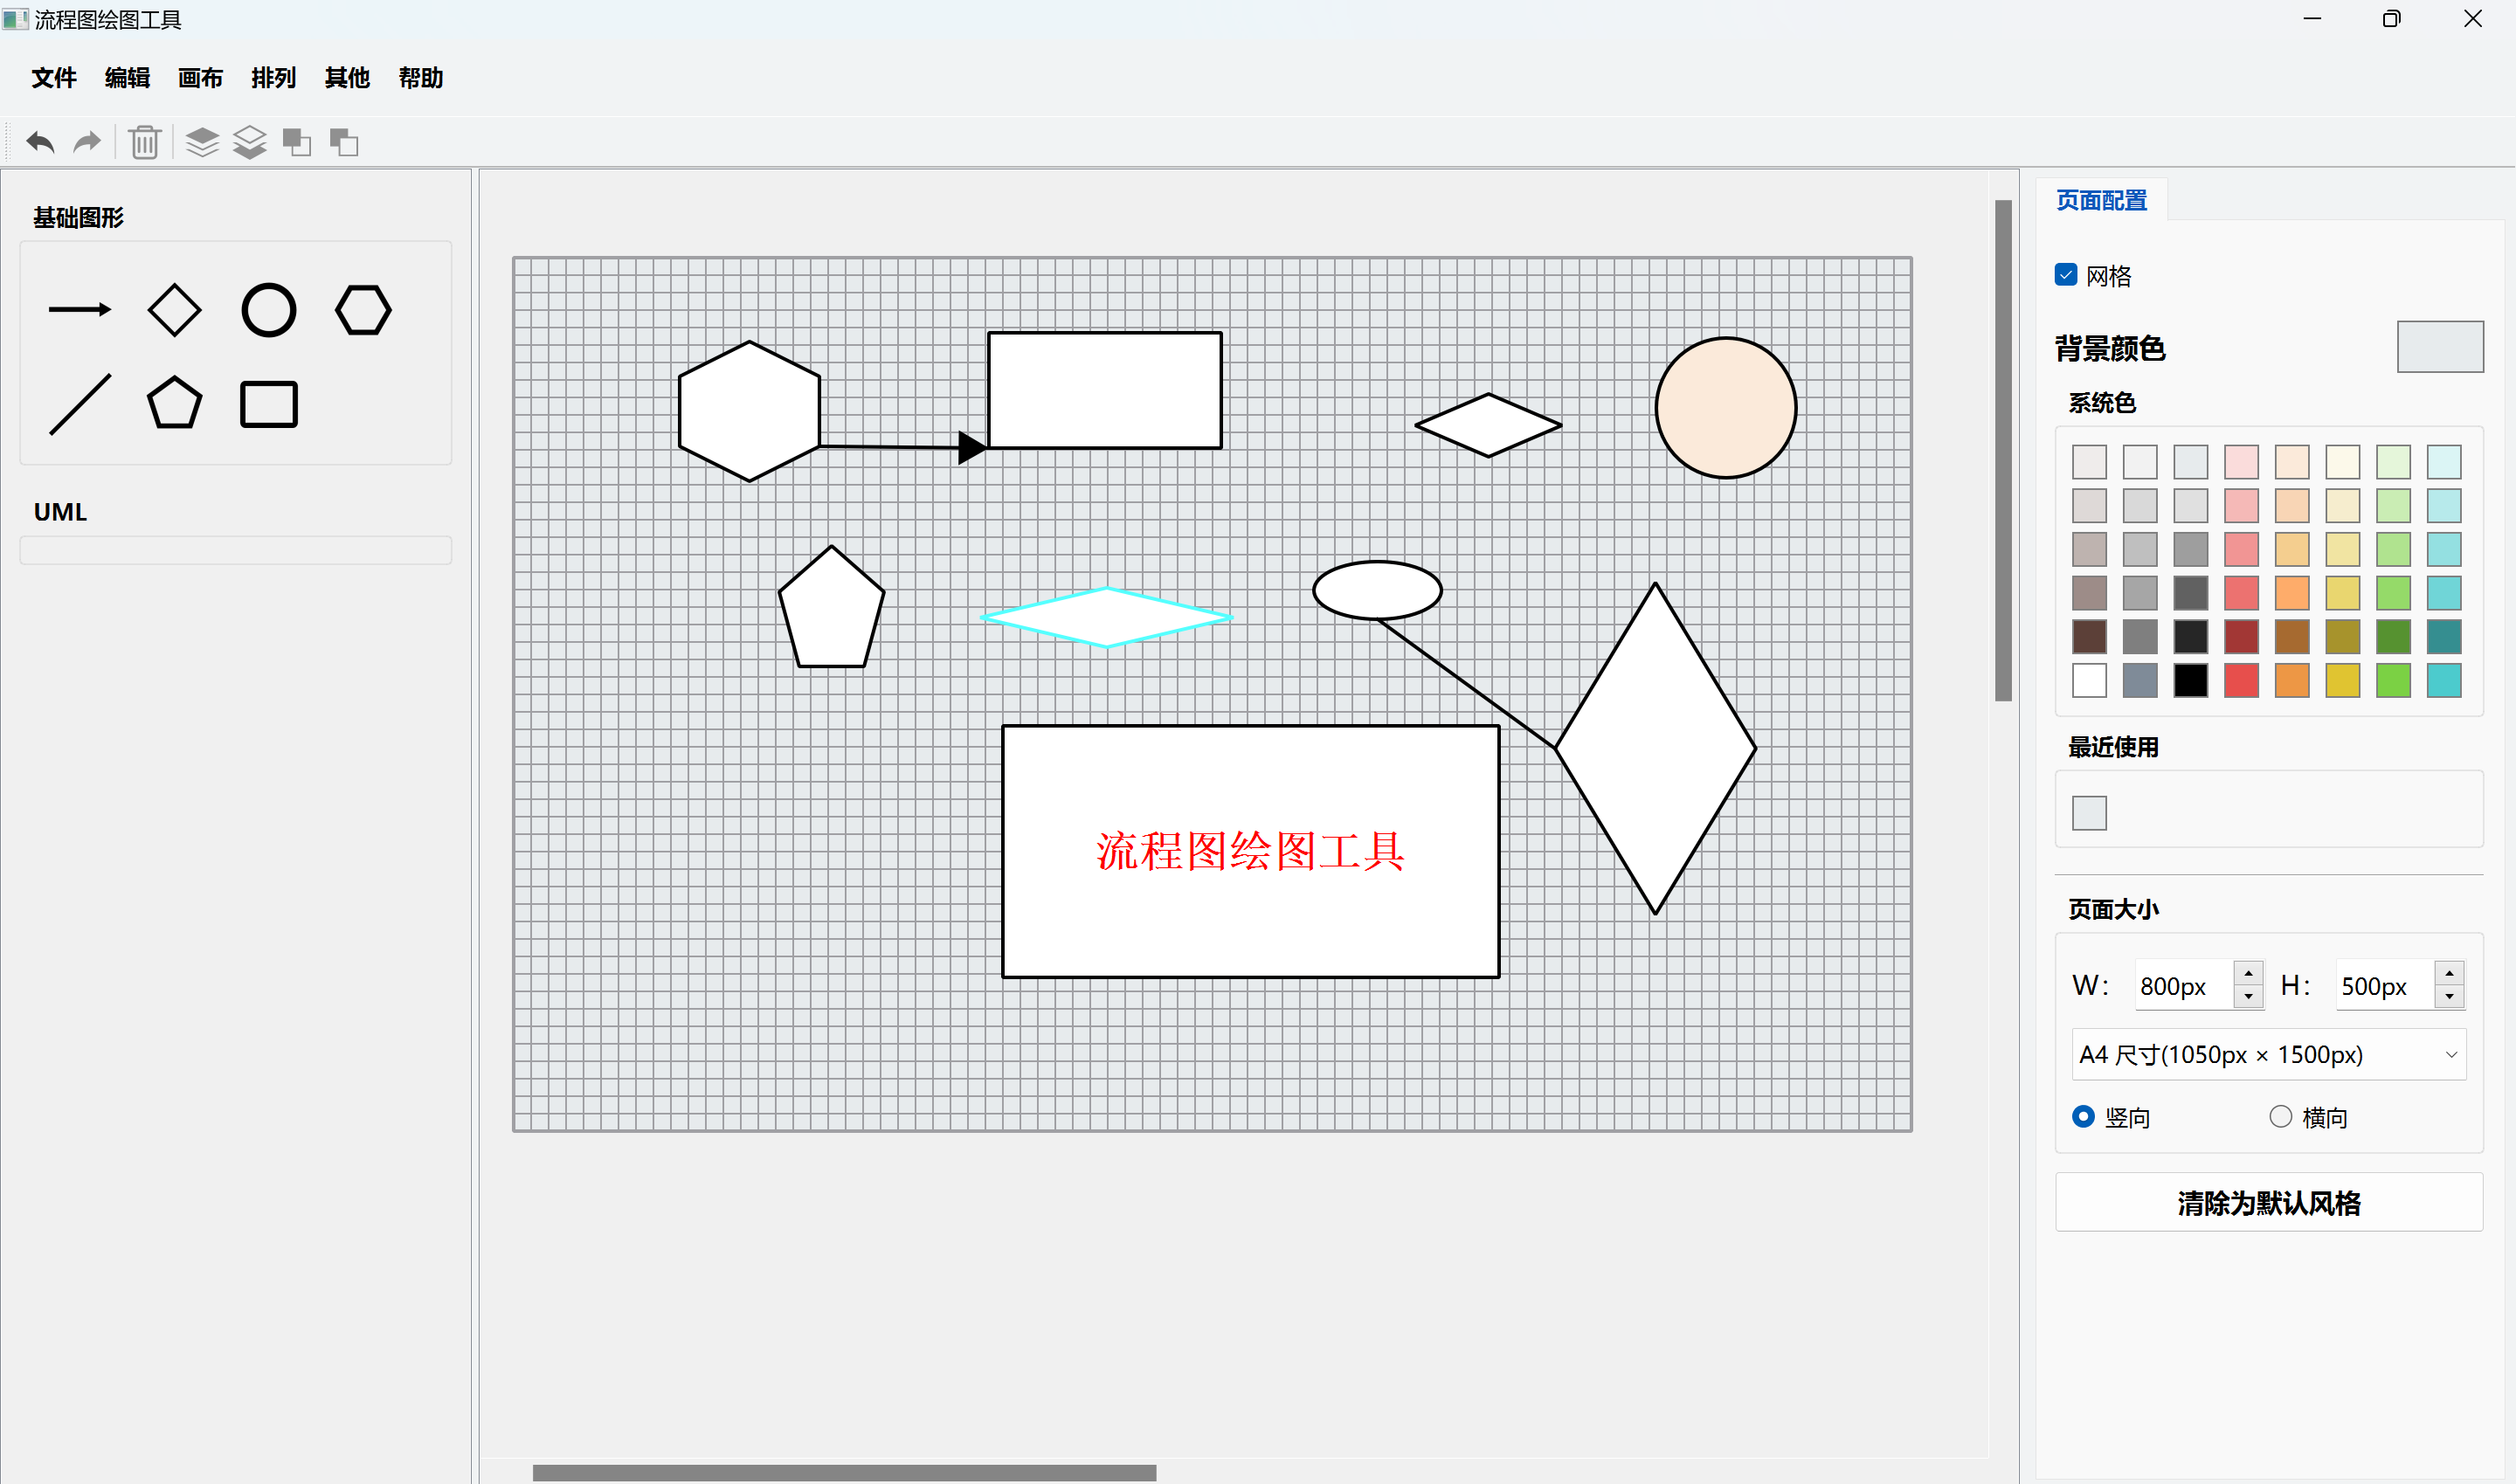 流程图绘图工具
文件 编辑 画布 排列 其他 帮助
基础图形
UML
流程图绘图工具
页面配置
网格
背景颜色
系统色
最近使用
页面大小
W: 800px H: 500px
A4 尺寸(1050px × 1500px)
竖向 横向
清除为默认风格